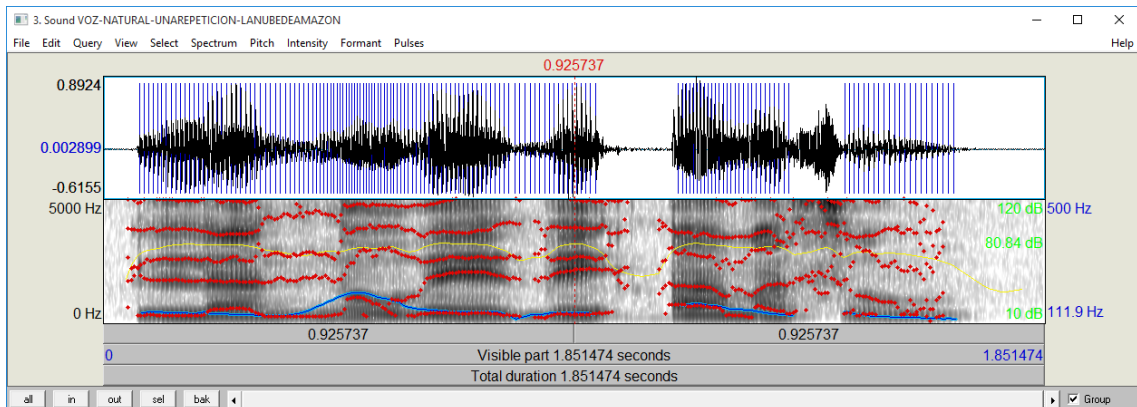 3. Sound VOZ-NATURAL-UNAREPETICION-LANUBEDEAMAZON
File Edit Query View Select Spectrum Pitch Intensity Formant Pulses Help
0.925737
0.8924
0.002899
-0.6155
5000 Hz 120 dB 500 Hz
80.84 dB
0 Hz 10 dB 111.9 Hz
0.925737 0.925737
0 Visible part 1.851474 seconds 1.851474
Total duration 1.851474 seconds
all in out sel bak Group